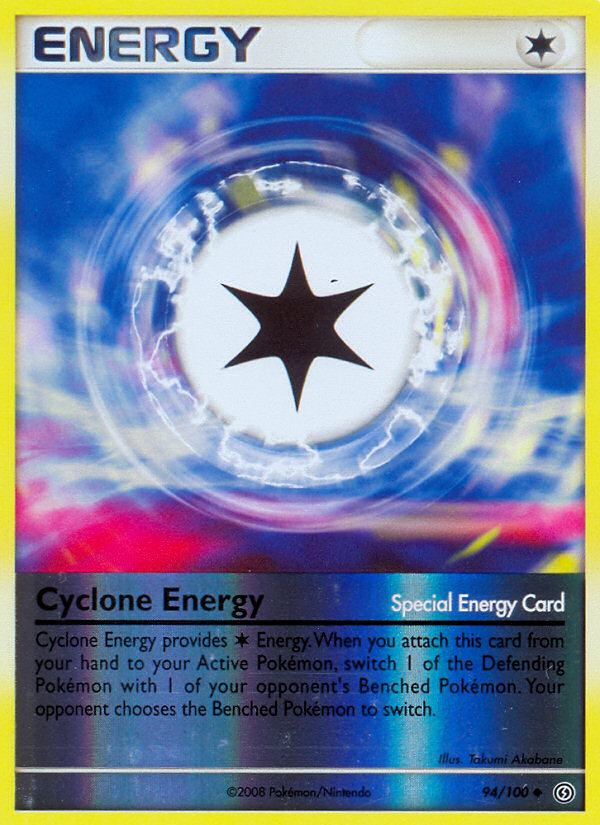 ENERGY
Cyclone Energy
Special Energy Card
Cyclone Energy provides ✶ Energy. When you attach this card from
your hand to your Active Pokémon, switch 1 of the Defending
Pokémon with 1 of your opponent's Benched Pokémon. Your
opponent chooses the Benched Pokémon to switch.
Illus. Takumi Akabane
©2008 Pokémon/Nintendo
94/100 ◆